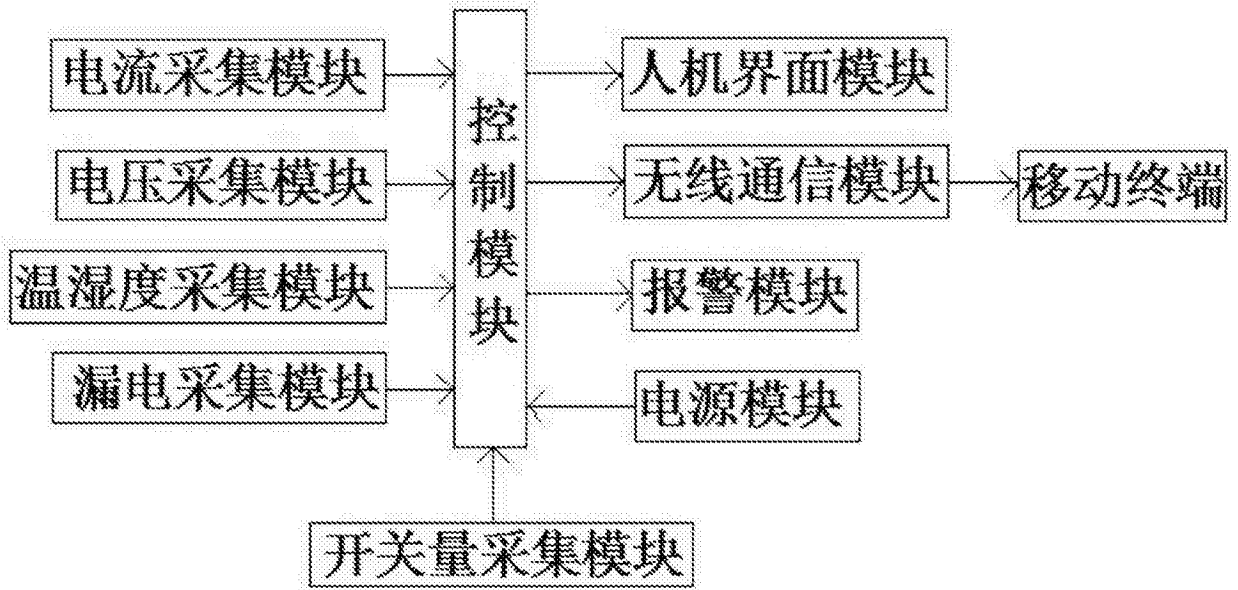 电流采集模块
电压采集模块
温湿度采集模块
漏电采集模块
控制模块
人机界面模块
无线通信模块
移动终端
报警模块
电源模块
开关量采集模块